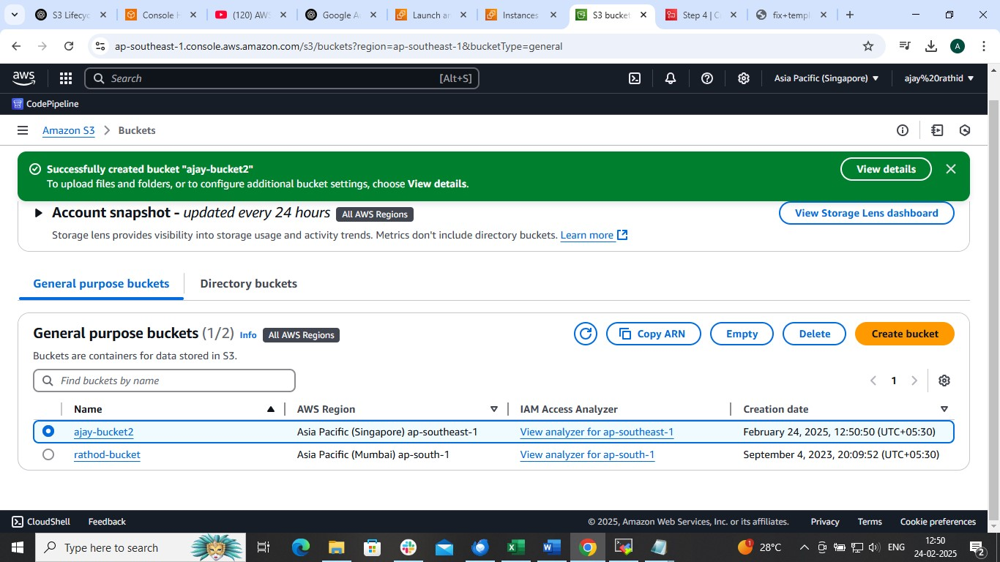 S3 Lifecyc
Console H
(120) AWS
Google A
Launch an
Instances
S3 bucket
Step 4 | C
fix+templ
ap-southeast-1.console.aws.amazon.com/s3/buckets?region=ap-southeast-1&bucketType=general
A
aws
Search
[Alt+S]
Asia Pacific (Singapore)
ajay%20rathid
CodePipeline
Amazon S3
Buckets
Successfully created bucket "ajay-bucket2"
To upload files and folders, or to configure additional bucket settings, choose View details.
View details
Account snapshot - updated every 24 hours
All AWS Regions
View Storage Lens dashboard
Storage lens provides visibility into storage usage and activity trends. Metrics don't include directory buckets. Learn more
General purpose buckets
Directory buckets
General purpose buckets (1/2) Info
All AWS Regions
Copy ARN
Empty
Delete
Create bucket
Buckets are containers for data stored in S3.
Find buckets by name
1
Name
AWS Region
IAM Access Analyzer
Creation date
ajay-bucket2
Asia Pacific (Singapore) ap-southeast-1
View analyzer for ap-southeast-1
February 24, 2025, 12:50:50 (UTC+05:30)
rathod-bucket
Asia Pacific (Mumbai) ap-south-1
View analyzer for ap-south-1
September 4, 2023, 20:09:52 (UTC+05:30)
CloudShell
Feedback
© 2025, Amazon Web Services, Inc. or its affiliates.
Privacy
Terms
Cookie preferences
Type here to search
1
28°C
ENG
12:50
24-02-2025
2